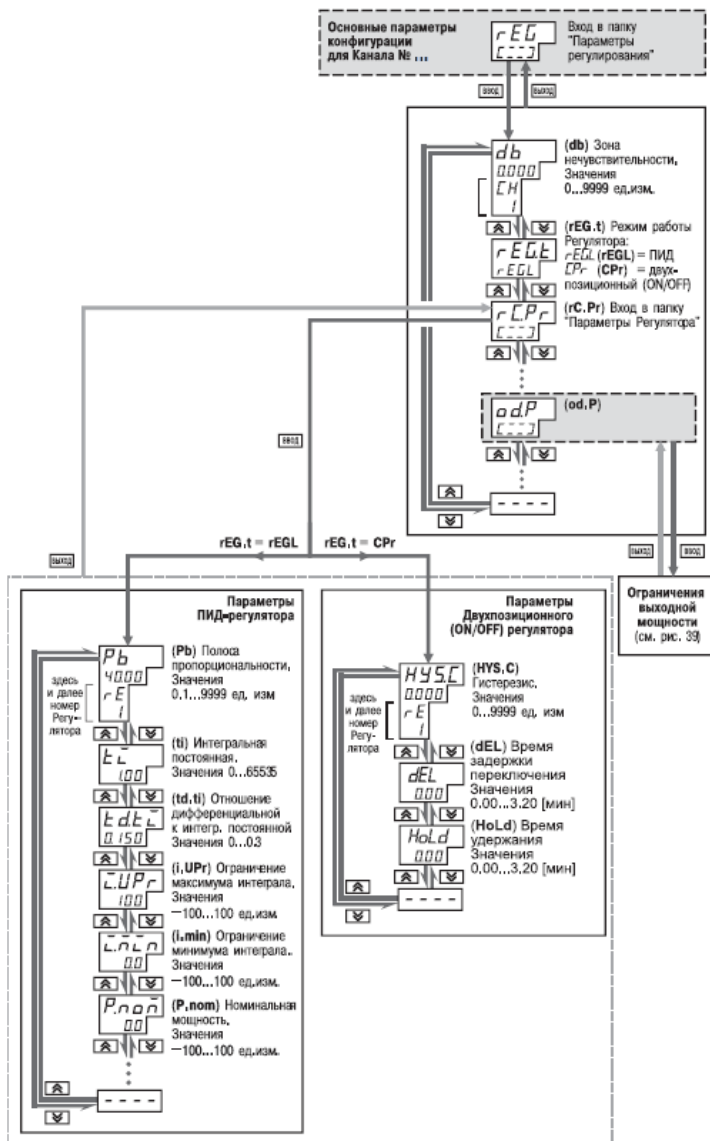 Основные параметры
конфигурации
для Канала № ...
rEG
[---]
Вход в папку
"Параметры
регулирования"
ввод
выход
db
0.000
CH
1
(db) Зона
нечувствительности,
Значения
0...9999 ед.изм.
rEG.t
rEGL
(rEG.t) Режим работы
Регулятора:
rEGL (rEGL) = ПИД
CPr (CPr) = двух-
позиционный (ON/OFF)
rC.Pr
[---]
(rC.Pr) Вход в папку
"Параметры Регулятора"
od.P
[---]
(od.P)
ввод
- - - -
rEG.t = rEGL
rEG.t = CPr
выход
выход
ввод
Ограничения
выходной
мощности
(см. рис. 39)
Параметры
ПИД-регулятора
Pb
40.00
rE
1
здесь
и далее
номер
Регу-
лятора
(Pb) Полоса
пропорциональности,
Значения
0.1...9999 ед. изм
ti
100
(ti) Интегральная
постоянная.
Значения 0...65535
td.ti
0.150
(td.ti) Отношение
дифференциальной
к интегр. постоянной
Значения 0...0.3
i.UPr
100
(i.UPr) Ограничение
максимума интеграла,
Значения
—100...100 ед.изм
i.min
0.0
(i.min) Ограничение
минимума интеграла..
Значения
—100...100 ед.изм.
P.nom
0.0
(P.nom) Номинальная
мощность,
Значения
—100...100 ед.изм.
- - - -
Параметры
Двухпозиционного
(ON/OFF) регулятора
HYS.C
0.000
rE
1
здесь
и далее
номер
Регу-
лятора
(HYS.C)
Гистерезис,
Значения
0...9999 ед. изм
dEL
0.00
(dEL) Время
задержки
переключения
Значения
0.00...3.20 [мин]
HoLd
0.00
(HoLd) Время
удержания
Значения
0.00...3.20 [мин]
- - - -